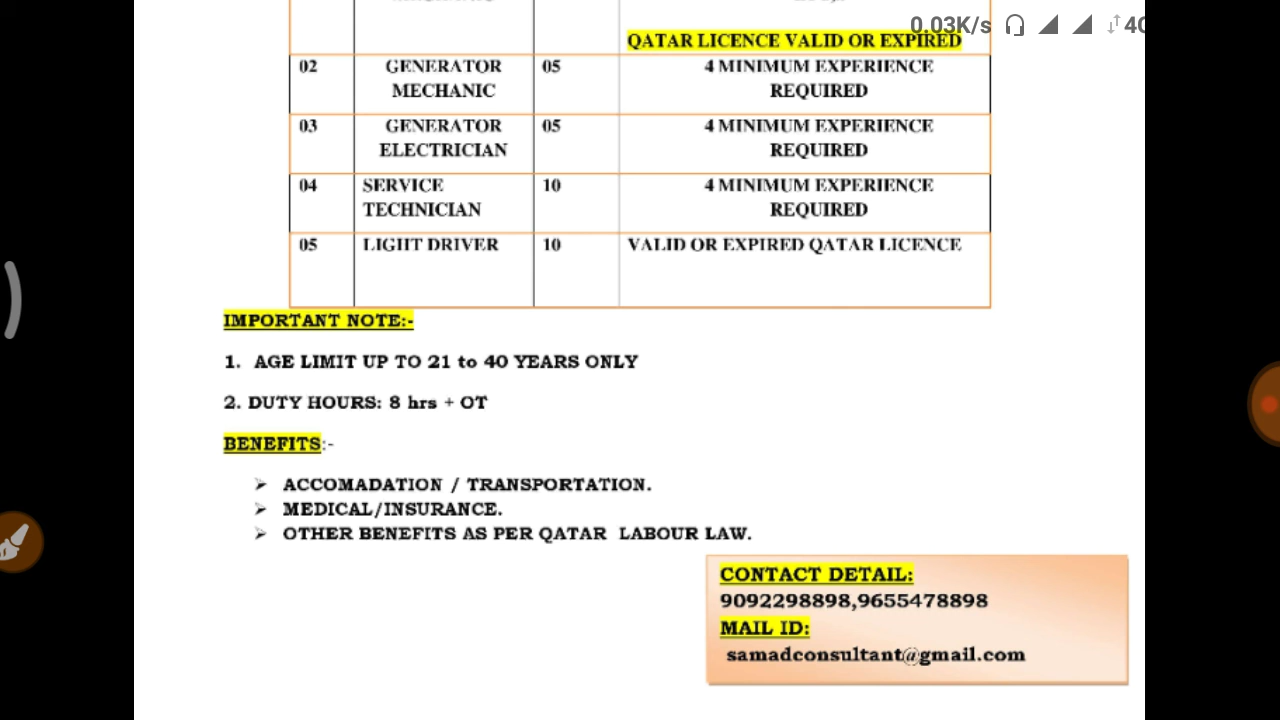 0.03K/s 40
QATAR LICENCE VALID OR EXPIRED
02 GENERATOR MECHANIC 05 4 MINIMUM EXPERIENCE REQUIRED
03 GENERATOR ELECTRICIAN 05 4 MINIMUM EXPERIENCE REQUIRED
04 SERVICE TECHNICIAN 10 4 MINIMUM EXPERIENCE REQUIRED
05 LIGHT DRIVER 10 VALID OR EXPIRED QATAR LICENCE
IMPORTANT NOTE:-
1. AGE LIMIT UP TO 21 to 40 YEARS ONLY
2. DUTY HOURS: 8 hrs + OT
BENEFITS:-
➢ ACCOMADATION / TRANSPORTATION.
➢ MEDICAL/INSURANCE.
➢ OTHER BENEFITS AS PER QATAR LABOUR LAW.
CONTACT DETAIL:
9092298898,9655478898
MAIL ID:
samadconsultant@gmail.com